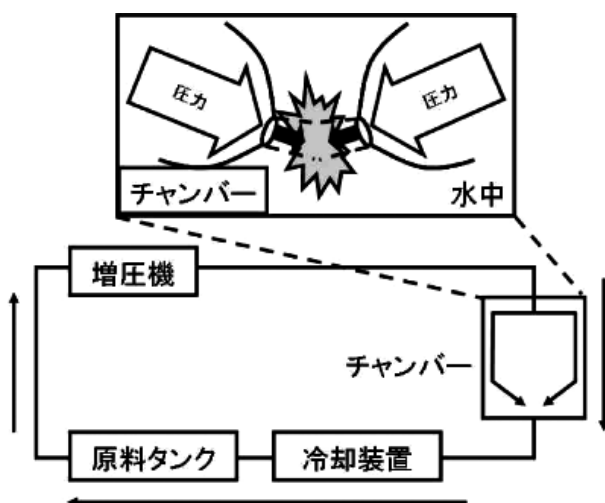 圧力
圧力
チャンバー
水中
増圧機
チャンバー
原料タンク
冷却装置